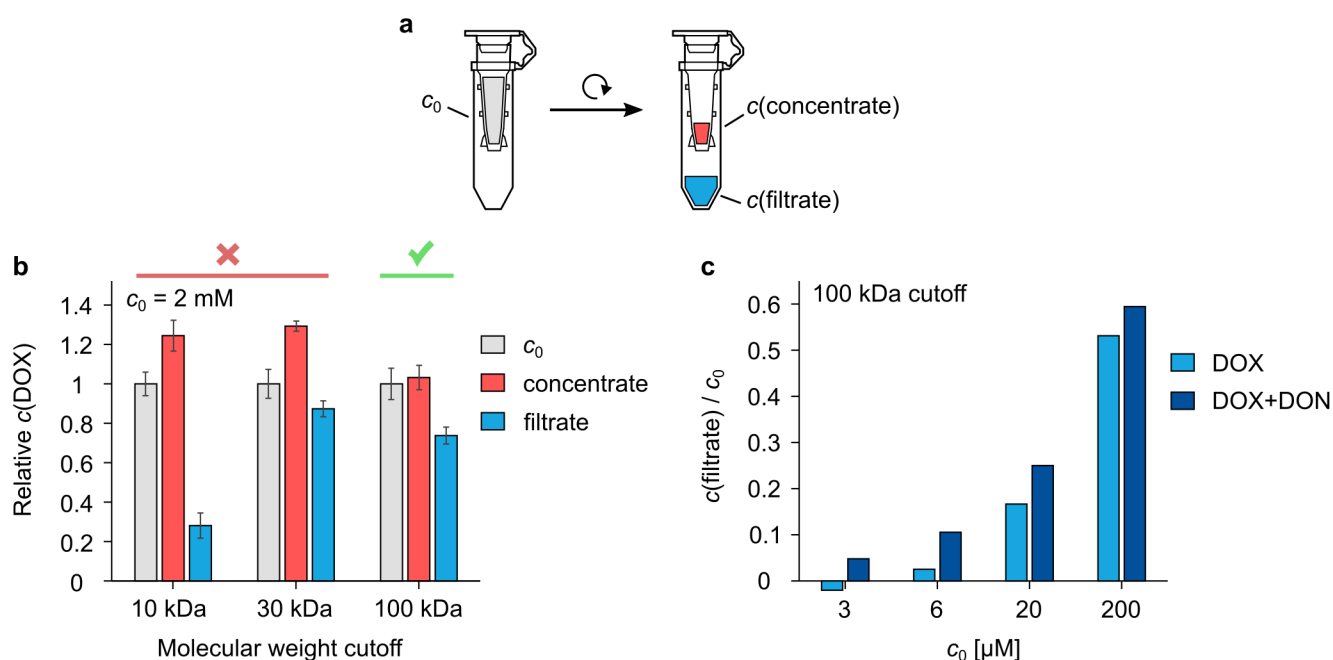 a
c₀
c(concentrate)
c(filtrate)
b
c₀ = 2 mM
Relative c(DOX)
1.4
1.2
1
0.8
0.6
0.4
0.2
0
10 kDa
30 kDa
100 kDa
Molecular weight cutoff
c₀
concentrate
filtrate
c
100 kDa cutoff
c(filtrate) / c₀
0.6
0.5
0.4
0.3
0.2
0.1
0
3
6
20
200
c₀ [µM]
DOX
DOX+DON